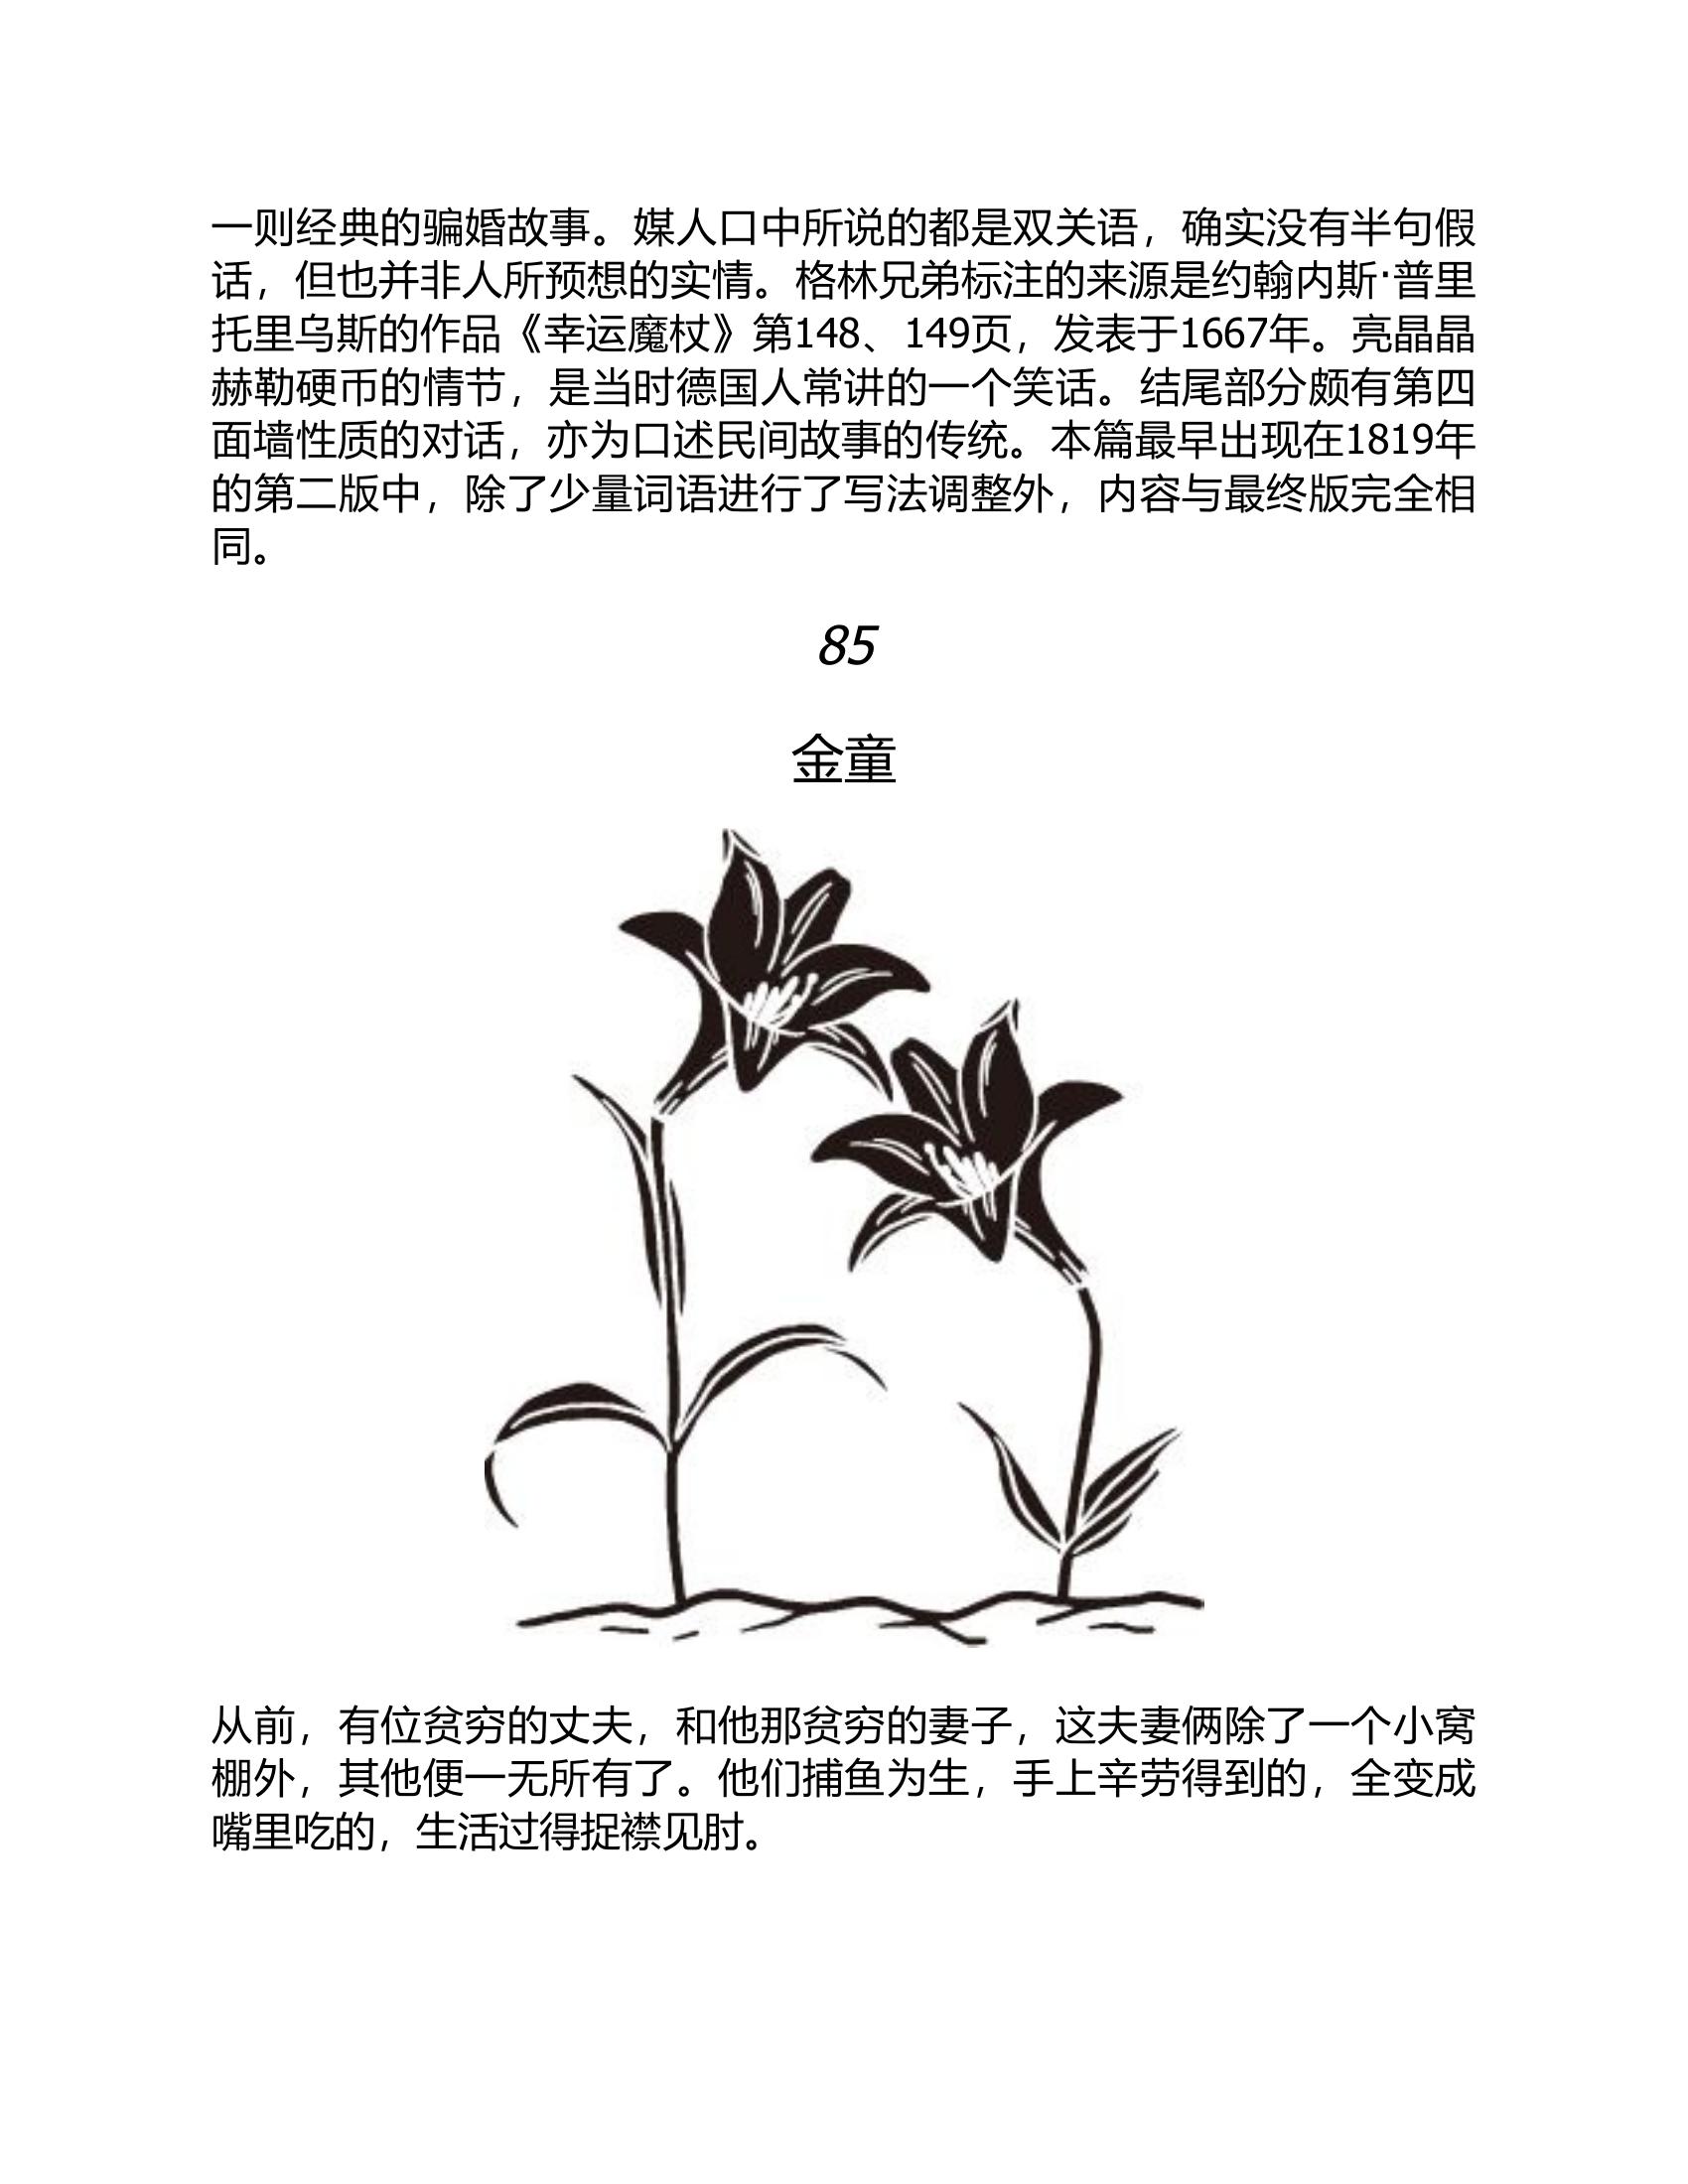 一则经典的骗婚故事。媒人口中所说的都是双关语，确实没有半句假
话，但也并非人所预想的实情。格林兄弟标注的来源是约翰内斯·普里
托里乌斯的作品《幸运魔杖》第148、149页，发表于1667年。亮晶晶
赫勒硬币的情节，是当时德国人常讲的一个笑话。结尾部分颇有第四
面墙性质的对话，亦为口述民间故事的传统。本篇最早出现在1819年
的第二版中，除了少量词语进行了写法调整外，内容与最终版完全相
同。
85
金童
从前，有位贫穷的丈夫，和他那贫穷的妻子，这夫妻俩除了一个小窝
棚外，其他便一无所有了。他们捕鱼为生，手上辛劳得到的，全变成
嘴里吃的，生活过得捉襟见肘。